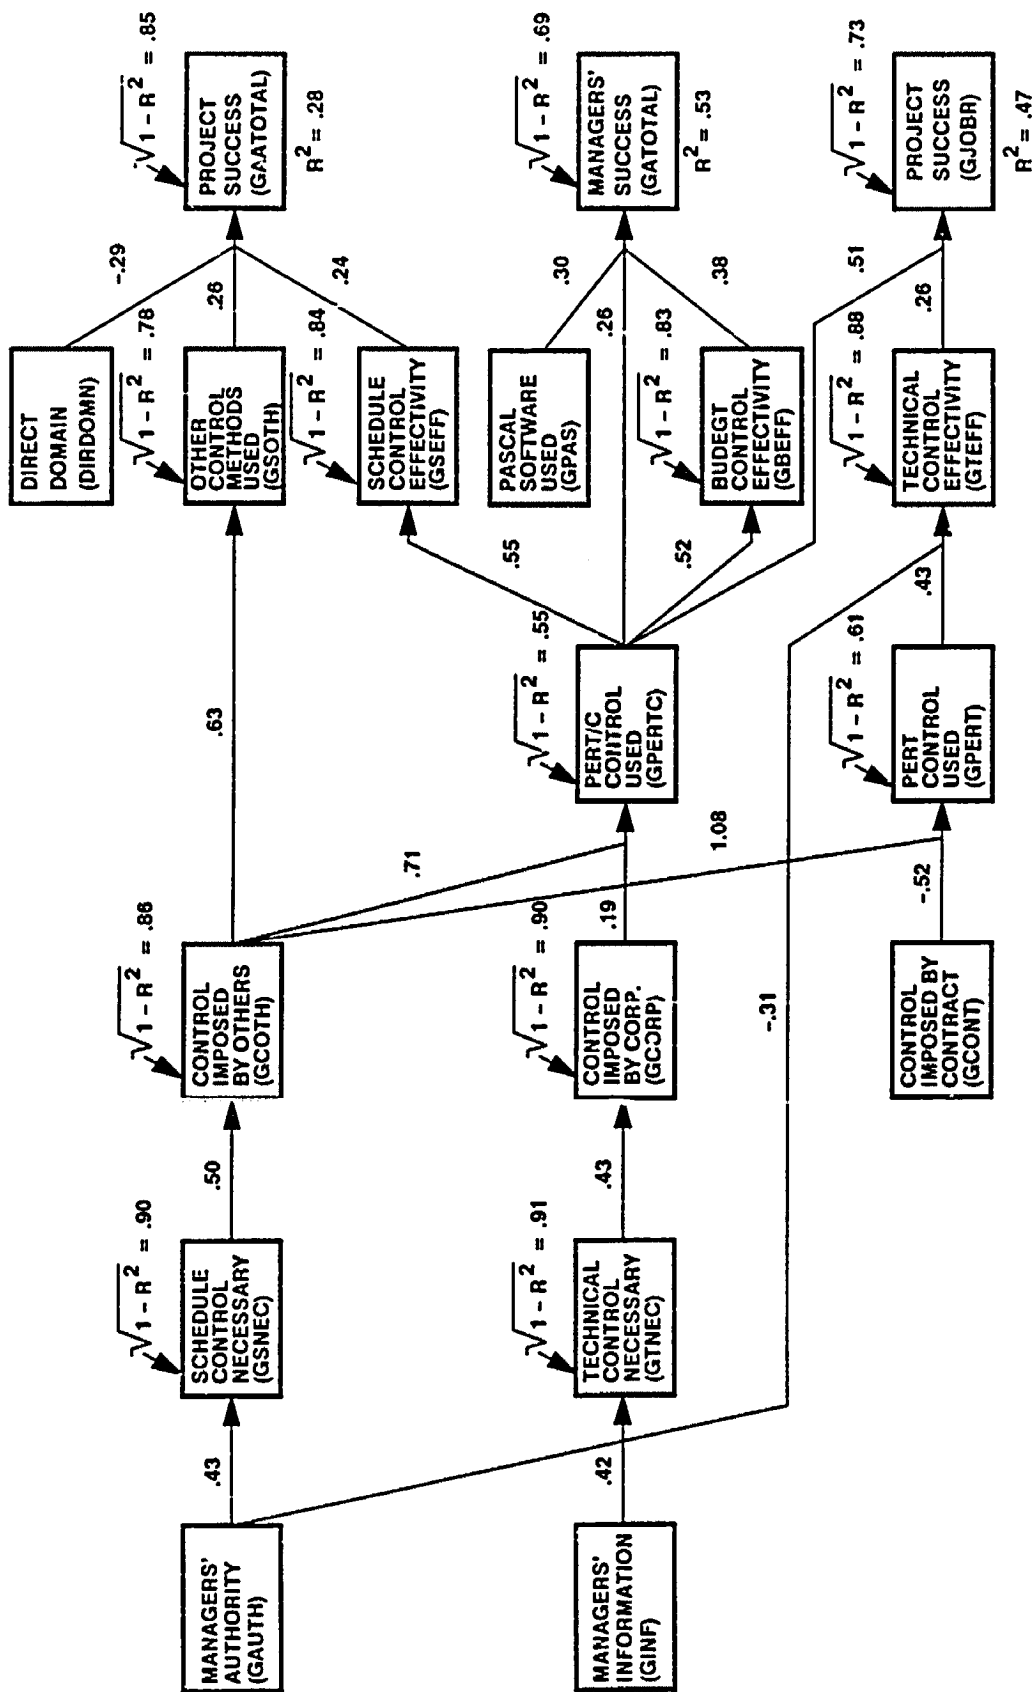 MANAGERS'
AUTHORITY
(GAUTH)
.43
√1 - R² = .90
SCHEDULE
CONTROL
NECESSARY
(GSNEC)
.50
√1 - R² = .86
CONTROL
IMPOSED
BY OTHERS
(GCOTH)
.63
.71
1.08
DIRECT
DOMAIN
(DIRDOMN)
-.29
√1 - R² = .78
OTHER
CONTROL
METHODS
USED
(GSOTH)
.26
√1 - R² = .84
SCHEDULE
CONTROL
EFFECTIVITY
(GSEFF)
.24
√1 - R² = .85
PROJECT
SUCCESS
(GAATOTAL)
R² = .28
MANAGERS'
INFORMATION
(GINF)
.42
√1 - R² = .91
TECHNICAL
CONTROL
NECESSARY
(GTNEC)
.43
√1 - R² = .90
CONTROL
IMPOSED
BY CORP.
(GCORP)
.19
√1 - R² = .55
PERT/C
CONTROL
USED
(GPERTC)
.55
.52
PASCAL
SOFTWARE
USED
(GPAS)
.30
.26
√1 - R² = .83
BUDEGT
CONTROL
EFFECTIVITY
(GBEFF)
.38
√1 - R² = .69
MANAGERS'
SUCCESS
(GATOTAL)
R² = .53
-.31
CONTROL
IMPOSED BY
CONTRACT
(GCONT)
-.52
√1 - R² = .61
PERT
CONTROL
USED
(GPERT)
.43
√1 - R² = .88
TECHNICAL
CONTROL
EFFECTIVITY
(GTEFF)
.51
.26
√1 - R² = .73
PROJECT
SUCCESS
(GJOBR)
R² = .47